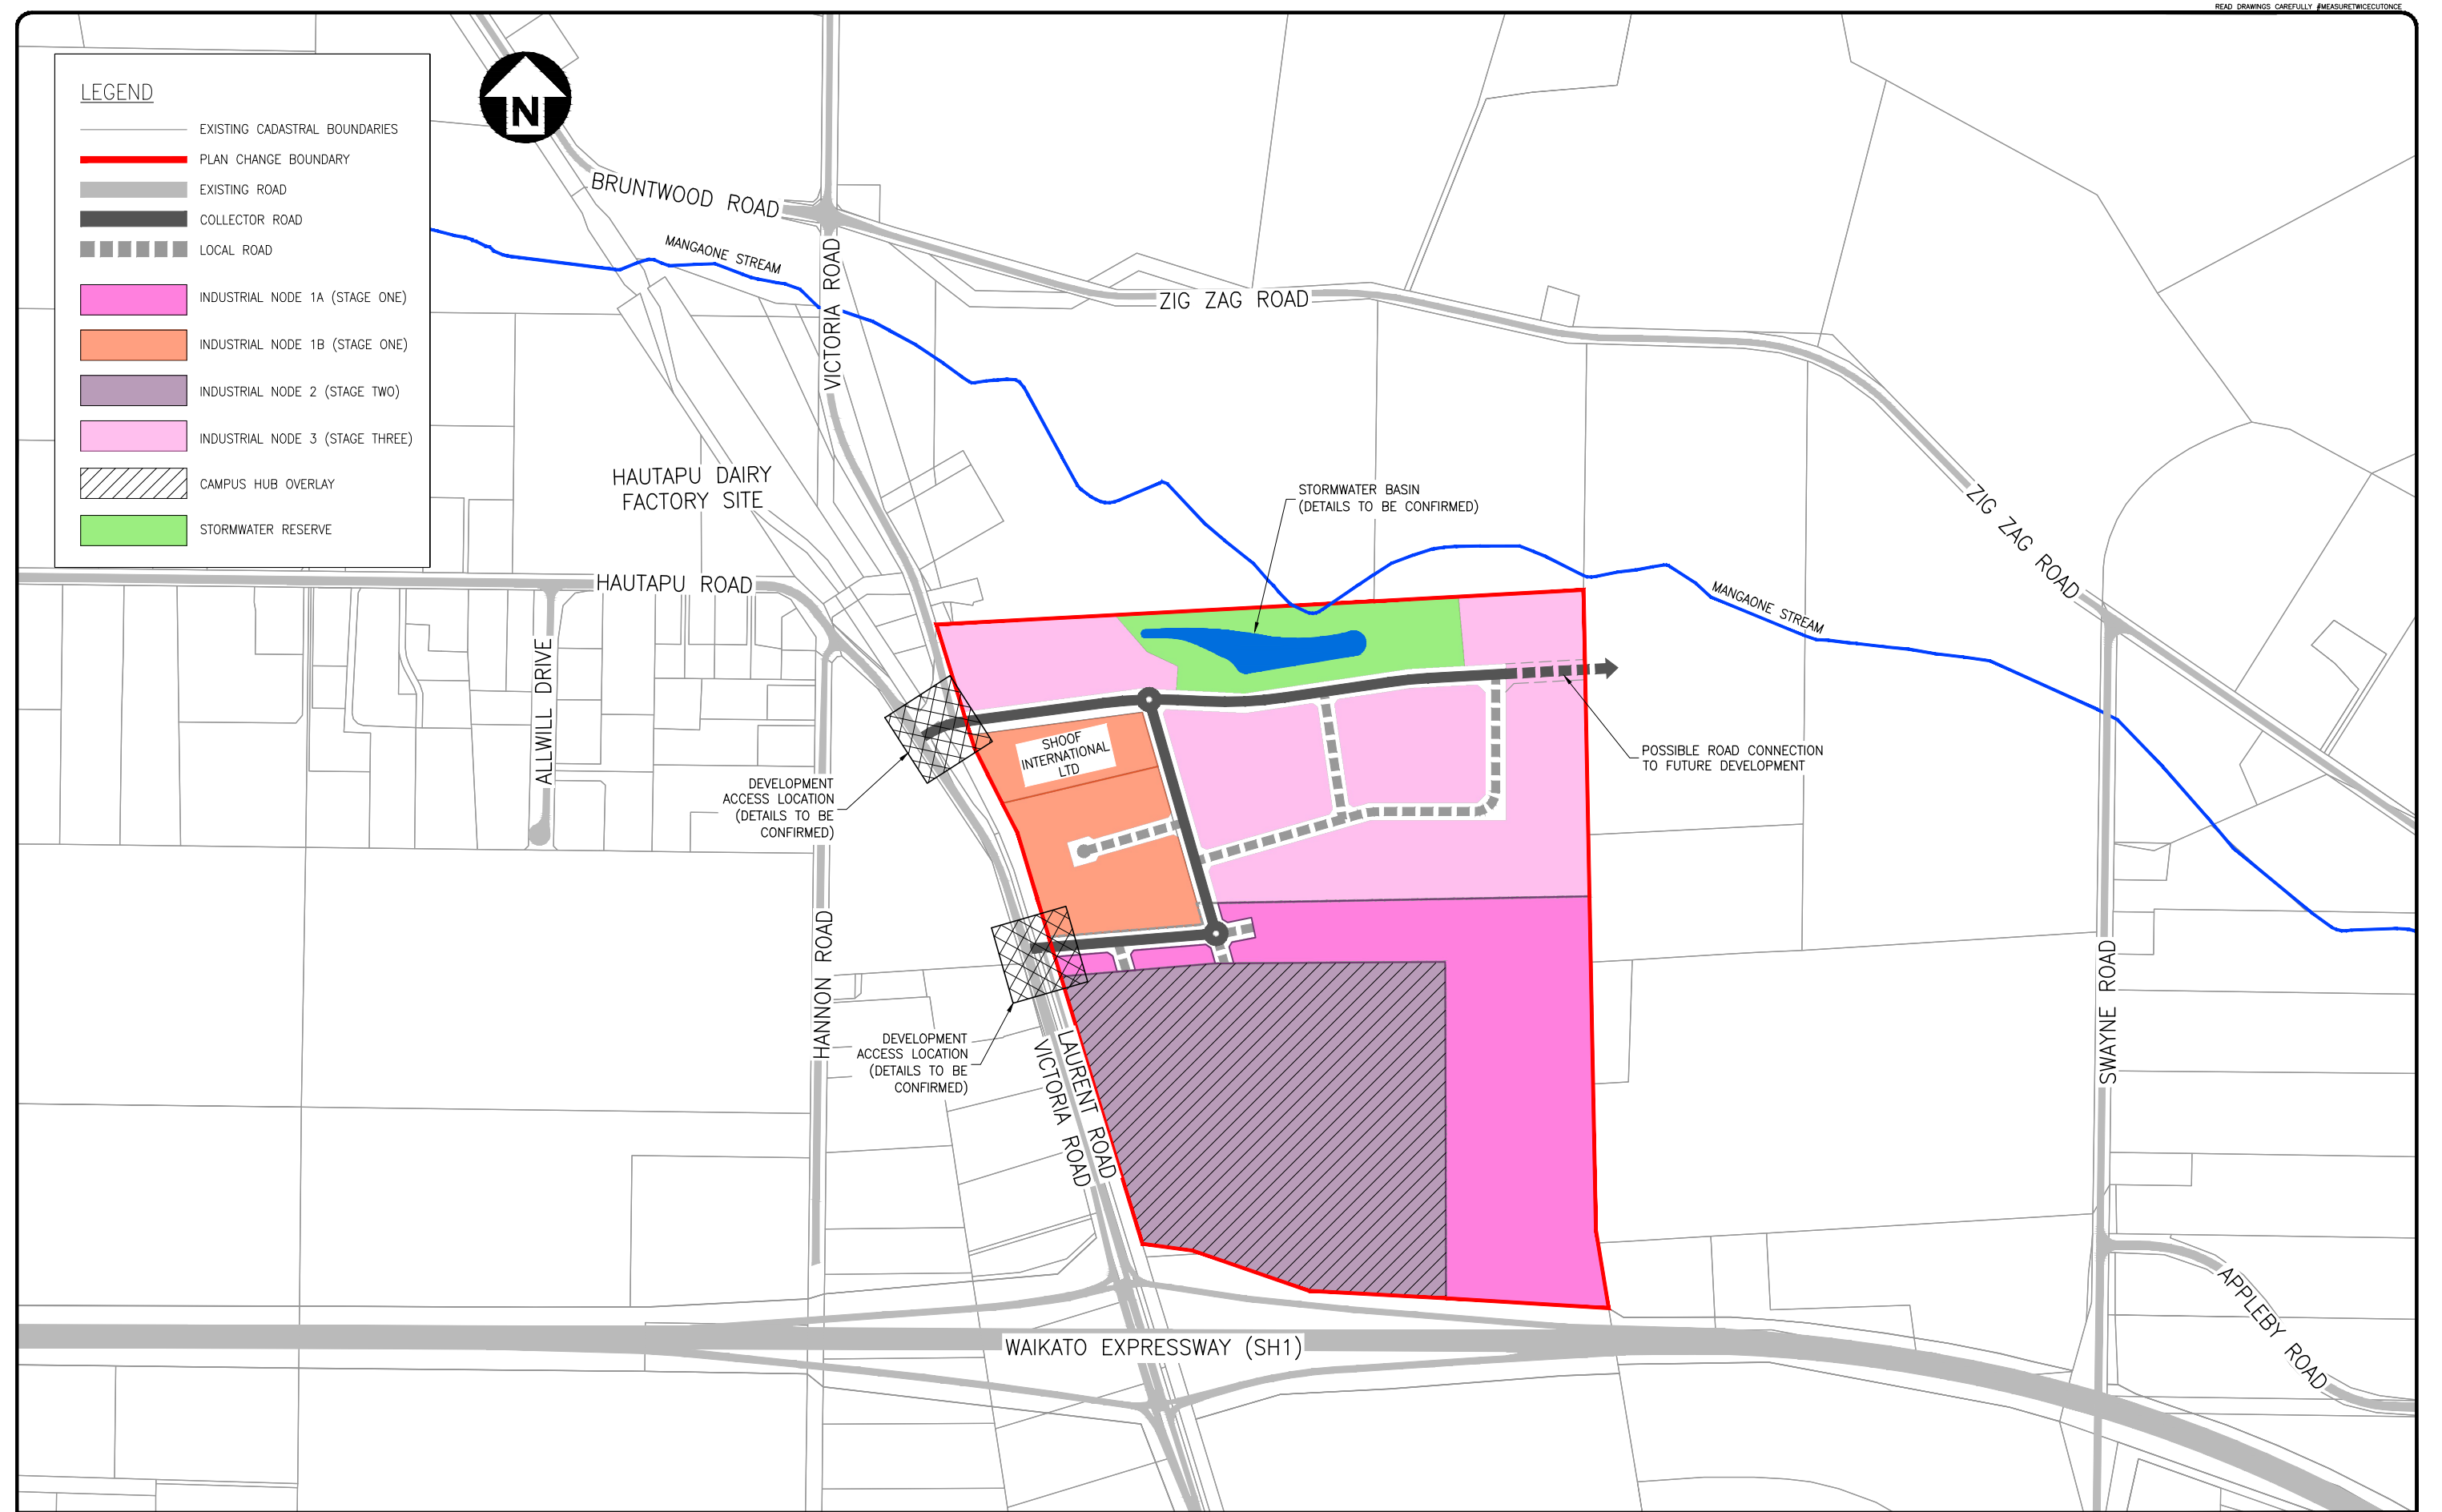 READ DRAWINGS CAREFULLY #MEASURETWICECUTONCE
LEGEND
EXISTING CADASTRAL BOUNDARIES
PLAN CHANGE BOUNDARY
EXISTING ROAD
COLLECTOR ROAD
LOCAL ROAD
INDUSTRIAL NODE 1A (STAGE ONE)
INDUSTRIAL NODE 1B (STAGE ONE)
INDUSTRIAL NODE 2 (STAGE TWO)
INDUSTRIAL NODE 3 (STAGE THREE)
CAMPUS HUB OVERLAY
STORMWATER RESERVE
N
BRUNTWOOD ROAD
MANGAONE STREAM
VICTORIA ROAD
ZIG ZAG ROAD
HAUTAPU DAIRY
FACTORY SITE
STORMWATER BASIN
(DETAILS TO BE CONFIRMED)
ZIG ZAG ROAD
HAUTAPU ROAD
MANGAONE STREAM
ALLWILL DRIVE
SHOOF
INTERNATIONAL
LTD
POSSIBLE ROAD CONNECTION
TO FUTURE DEVELOPMENT
DEVELOPMENT
ACCESS LOCATION
(DETAILS TO BE
CONFIRMED)
HANNON ROAD
SWAYNE ROAD
DEVELOPMENT
ACCESS LOCATION
(DETAILS TO BE
CONFIRMED)
LAURENT ROAD
VICTORIA ROAD
APPLEBY ROAD
WAIKATO EXPRESSWAY (SH1)